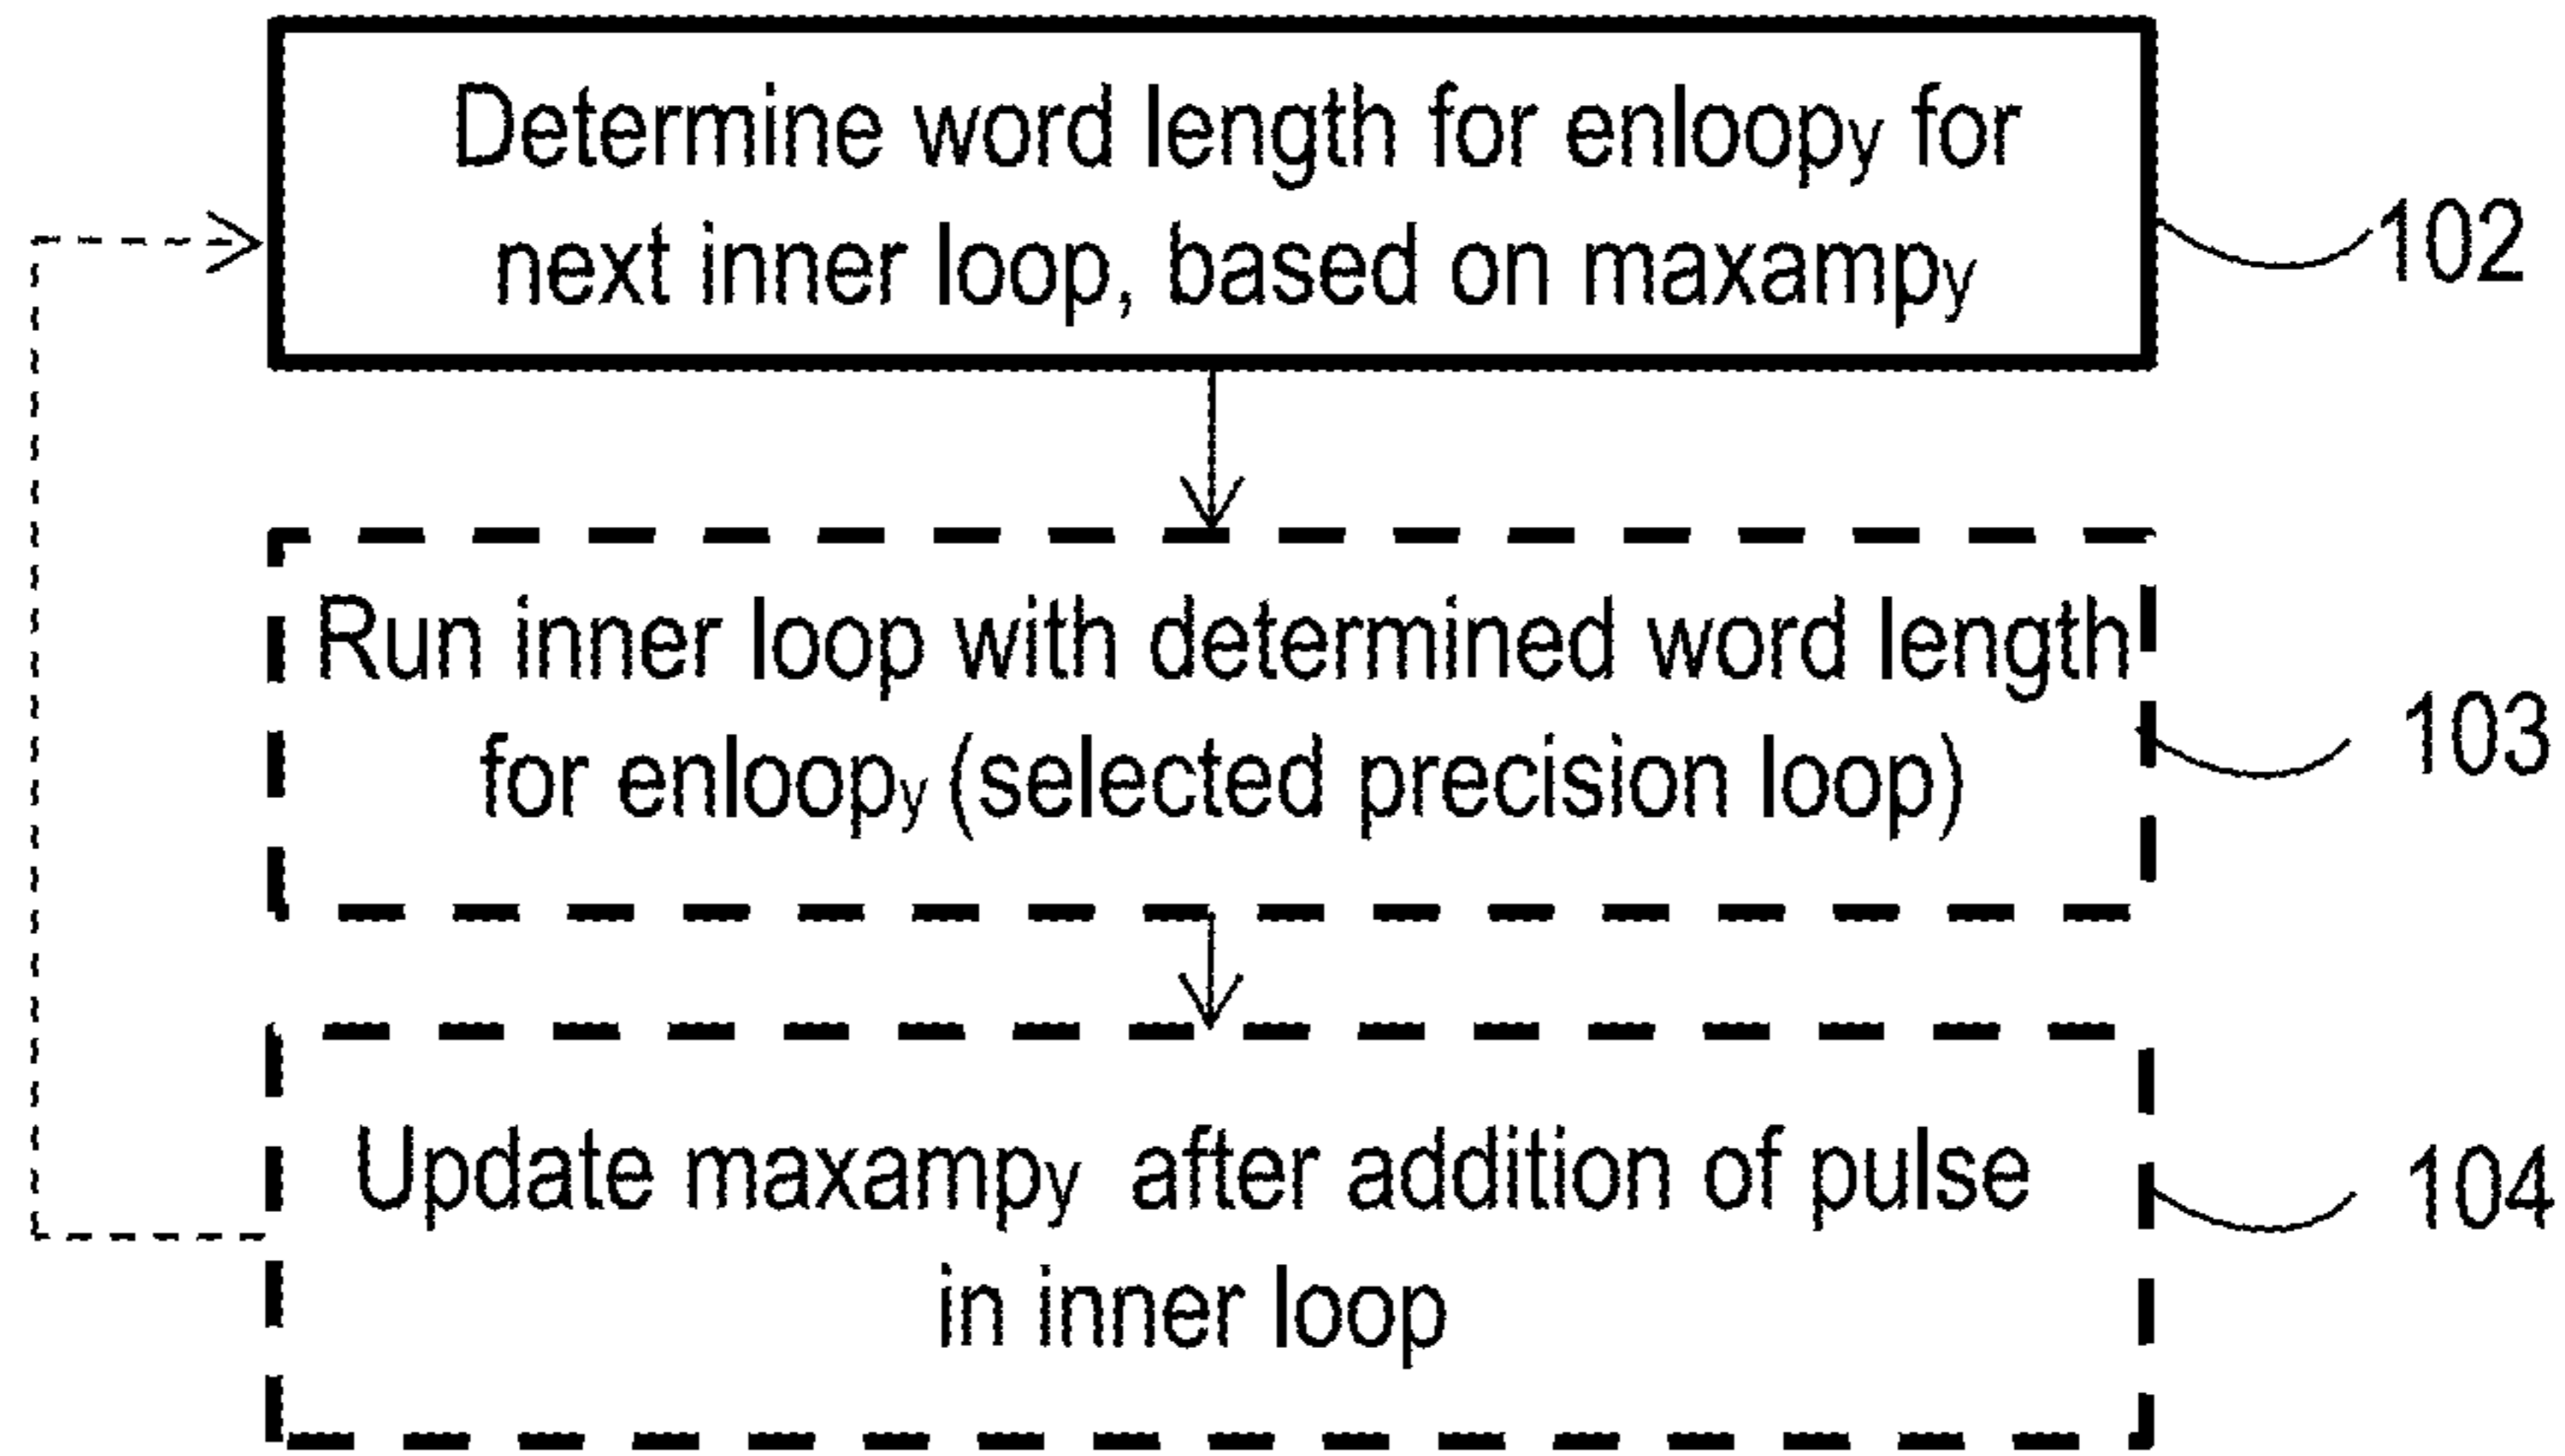 Determine word length for enloopy for
next inner loop, based on maxampy
102
Run inner loop with determined word length
for enloopy (selected precision loop)
103
Update maxampy after addition of pulse
in inner loop
104